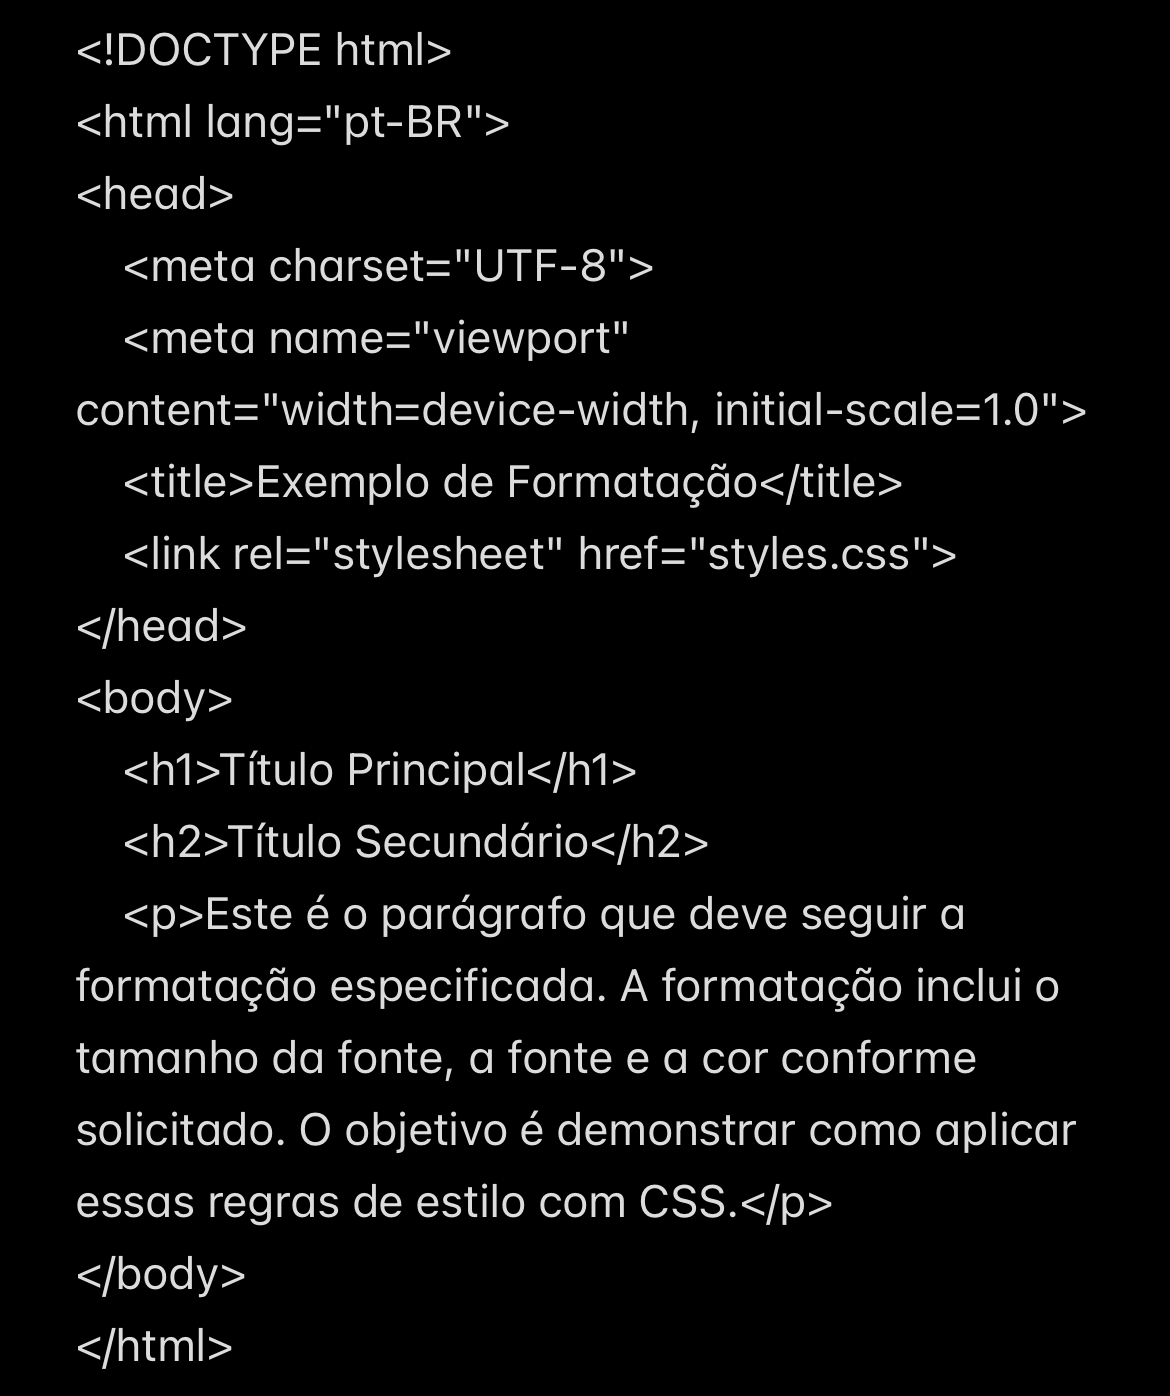 <!DOCTYPE html>
<html lang="pt-BR">
<head>
    <meta charset="UTF-8">
    <meta name="viewport"
content="width=device-width, initial-scale=1.0">
    <title>Exemplo de Formatação</title>
    <link rel="stylesheet" href="styles.css">
</head>
<body>
    <h1>Título Principal</h1>
    <h2>Título Secundário</h2>
    <p>Este é o parágrafo que deve seguir a
formatação especificada. A formatação inclui o
tamanho da fonte, a fonte e a cor conforme
solicitado. O objetivo é demonstrar como aplicar
essas regras de estilo com CSS.</p>
</body>
</html>